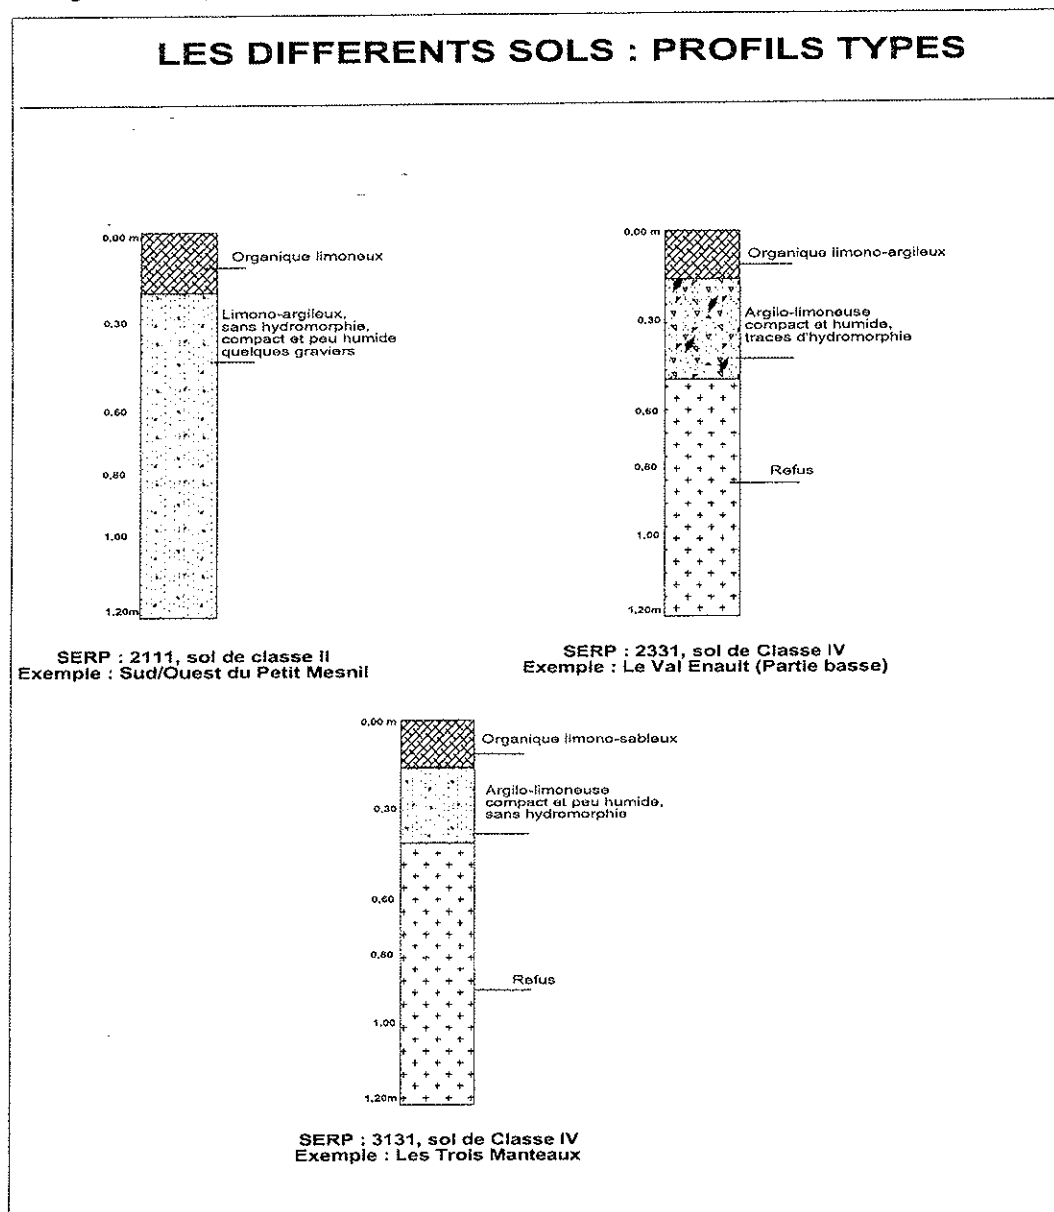 LES DIFFERENTS SOLS : PROFILS TYPES
0,00 m
Organique limoneux
Limono-argileux,
sans hydromorphie,
compact et peu humide
quelques graviers
0,30
0,60
0,80
1,00
1,20m
SERP : 2111, sol de classe II
Exemple : Sud/Ouest du Petit Mesnil
0,00 m
Organique limono-argileux
Argilo-limoneuse
compact et humide,
traces d'hydromorphie
0,30
0,60
0,80
Refus
1,00
1,20m
SERP : 2331, sol de Classe IV
Exemple : Le Val Enault (Partie basse)
0,00 m
Organique limono-sableux
Argilo-limoneuse
compact et peu humide,
sans hydromorphie
0,30
0,60
0,80
Refus
1,00
1,20m
SERP : 3131, sol de Classe IV
Exemple : Les Trois Manteaux